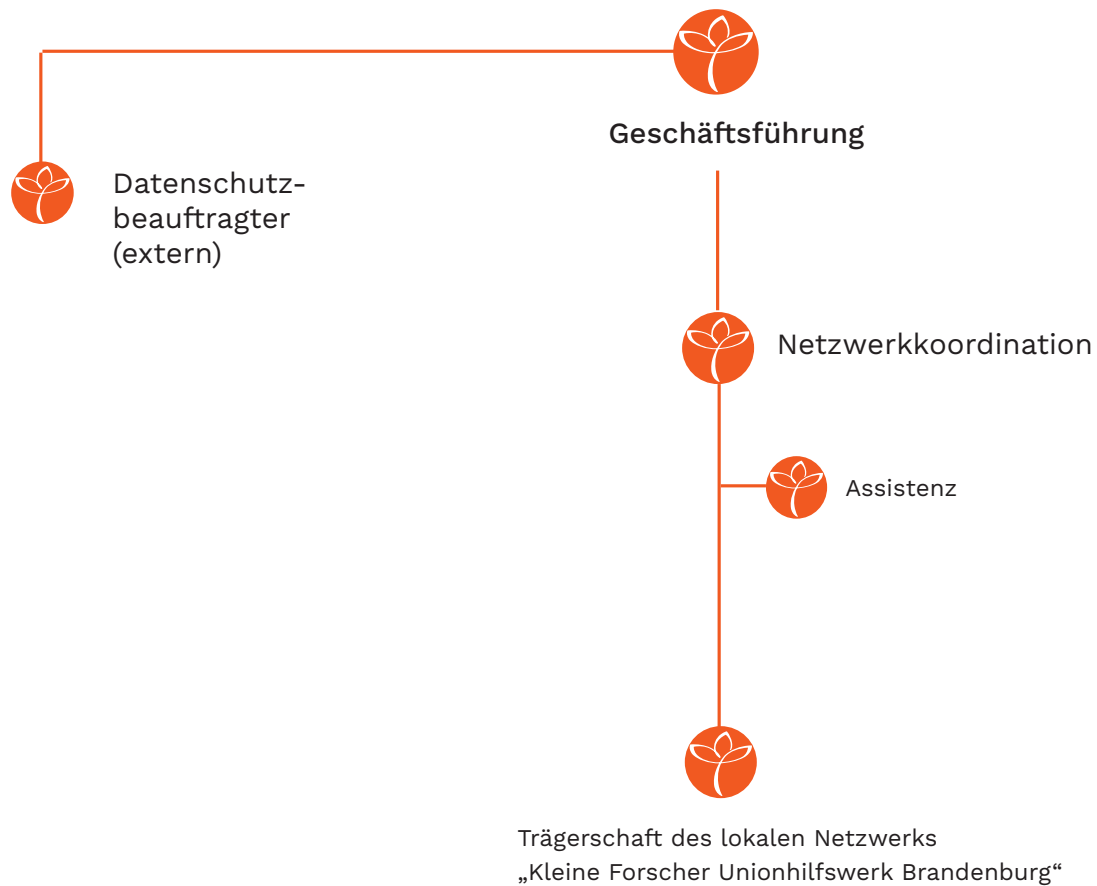 Geschäftsführung
Datenschutz-
beauftragter
(extern)
Netzwerkkoordination
Assistenz
Trägerschaft des lokalen Netzwerks
„Kleine Forscher Unionhilfswerk Brandenburg“